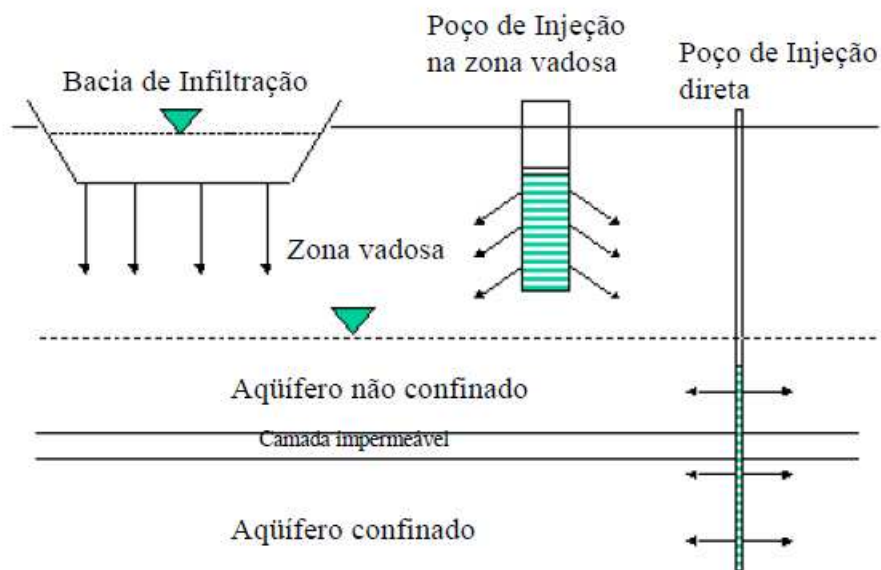 Bacia de Infiltração
Poço de Injeção
na zona vadosa
Poço de Injeção
direta
Zona vadosa
Aqüífero não confinado
Camada impermeável
Aqüífero confinado